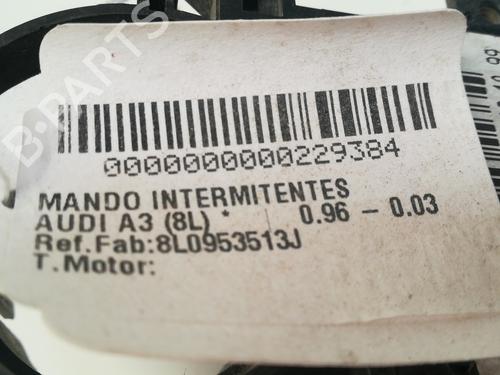 0000000000229384
MANDO INTERMITENTES
AUDI A3 (8L) * 0.96 - 0.03
Ref.Fab:8L0953513J
T.Motor:
B-PARTS